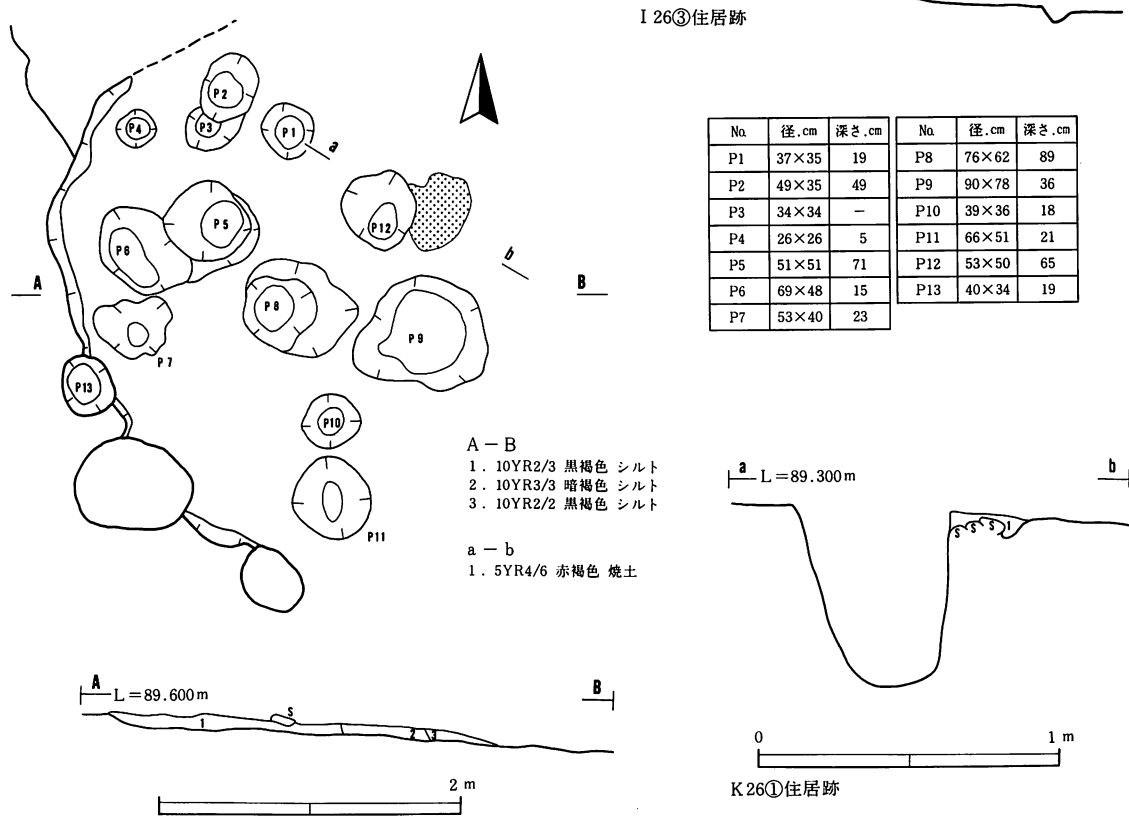 I 26③住居跡
P2
P4
P3
P1
a
P5
P12
P6
b
A
B
P8
P9
P7
P13
P10
P11
No. 径.cm 深さ.cm No. 径.cm 深さ.cm
P1 37×35 19 P8 76×62 89
P2 49×35 49 P9 90×78 36
P3 34×34 − P10 39×36 18
P4 26×26 5 P11 66×51 21
P5 51×51 71 P12 53×50 65
P6 69×48 15 P13 40×34 19
P7 53×40 23
A－B
1．10YR2/3 黒褐色 シルト
2．10YR3/3 暗褐色 シルト
3．10YR2/2 黒褐色 シルト
a－b
1．5YR4/6 赤褐色 焼土
a L＝89.300m b
S S S 1
A L＝89.600m B
S
1 2 3
2 m
0 1 m
K26①住居跡